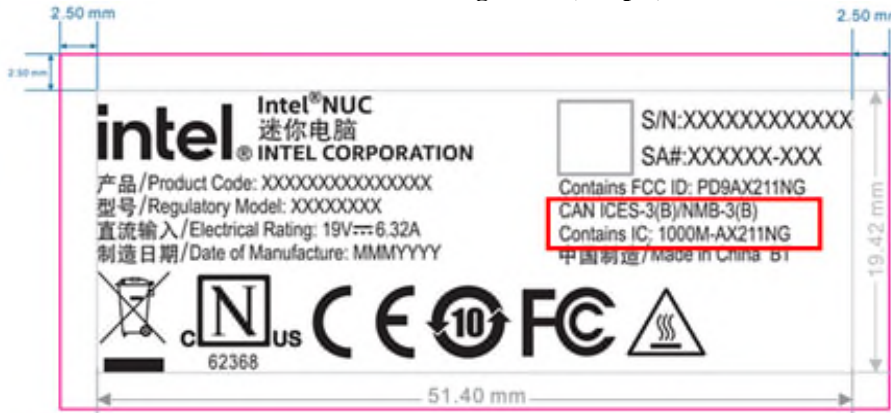 2.50 mm
2.50 mm
2.50 mm
intel®
Intel®NUC
迷你电脑
INTEL CORPORATION
产品/Product Code: XXXXXXXXXXXXXXX
型号/Regulatory Model: XXXXXXXX
直流输入/Electrical Rating: 19V⎓6.32A
制造日期/Date of Manufacture: MMMYYYY
S/N:XXXXXXXXXXXX
SA#:XXXXXX-XXX
Contains FCC ID: PD9AX211NG
CAN ICES-3(B)/NMB-3(B)
Contains IC: 1000M-AX211NG
中国制造/Made in China BT
C N US
62368
CE
10
FC
19.42 mm
51.40 mm